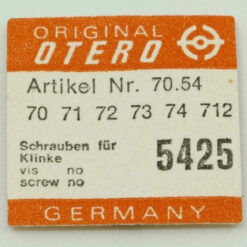 ORIGINAL
OTERO
Artikel Nr. 70.54
70 71 72 73 74 712
Schrauben für
Klinke
vis no
screw no
5425
GERMANY